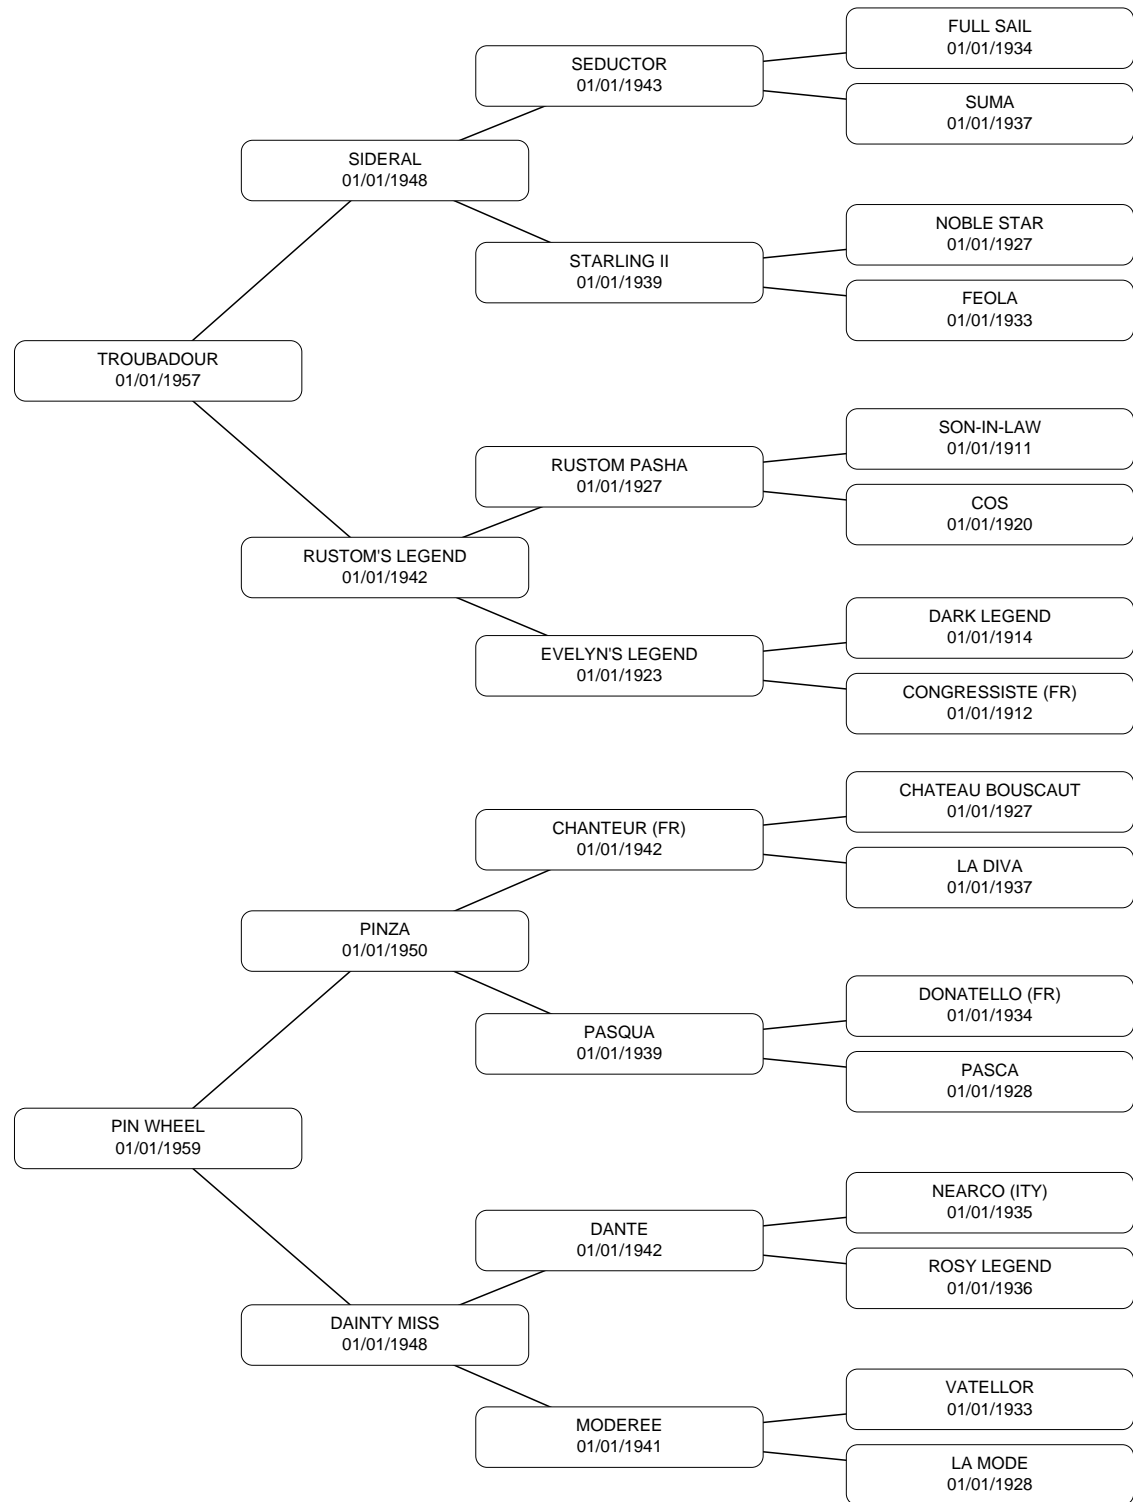 FULL SAIL
01/01/1934
SEDUCTOR
01/01/1943
SUMA
01/01/1937
SIDERAL
01/01/1948
NOBLE STAR
01/01/1927
STARLING II
01/01/1939
FEOLA
01/01/1933
TROUBADOUR
01/01/1957
SON-IN-LAW
01/01/1911
RUSTOM PASHA
01/01/1927
COS
01/01/1920
RUSTOM'S LEGEND
01/01/1942
DARK LEGEND
01/01/1914
EVELYN'S LEGEND
01/01/1923
CONGRESSISTE (FR)
01/01/1912
CHATEAU BOUSCAUT
01/01/1927
CHANTEUR (FR)
01/01/1942
LA DIVA
01/01/1937
PINZA
01/01/1950
DONATELLO (FR)
01/01/1934
PASQUA
01/01/1939
PASCA
01/01/1928
PIN WHEEL
01/01/1959
NEARCO (ITY)
01/01/1935
DANTE
01/01/1942
ROSY LEGEND
01/01/1936
DAINTY MISS
01/01/1948
VATELLOR
01/01/1933
MODEREE
01/01/1941
LA MODE
01/01/1928